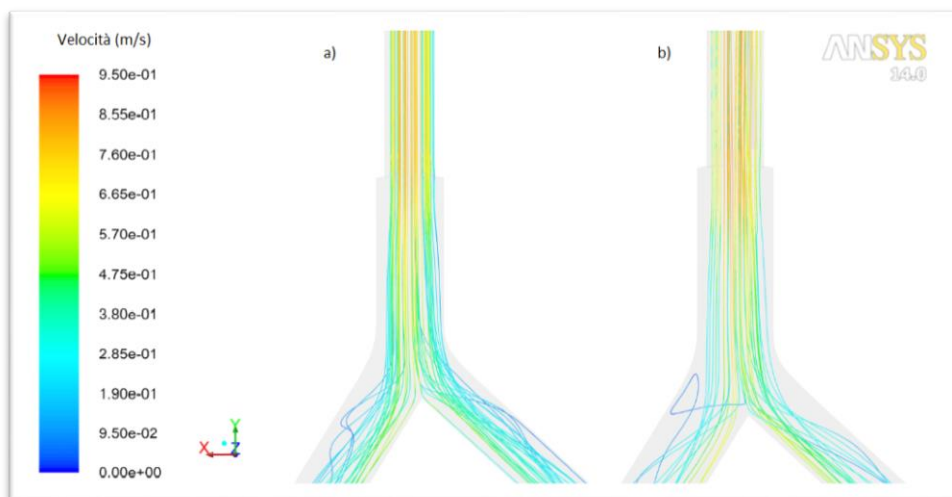 Velocità (m/s)
a)
b)
ANSYS
14.0
9.50e-01
8.55e-01
7.60e-01
6.65e-01
5.70e-01
4.75e-01
3.80e-01
2.85e-01
1.90e-01
9.50e-02
0.00e+00
Y
X
Z